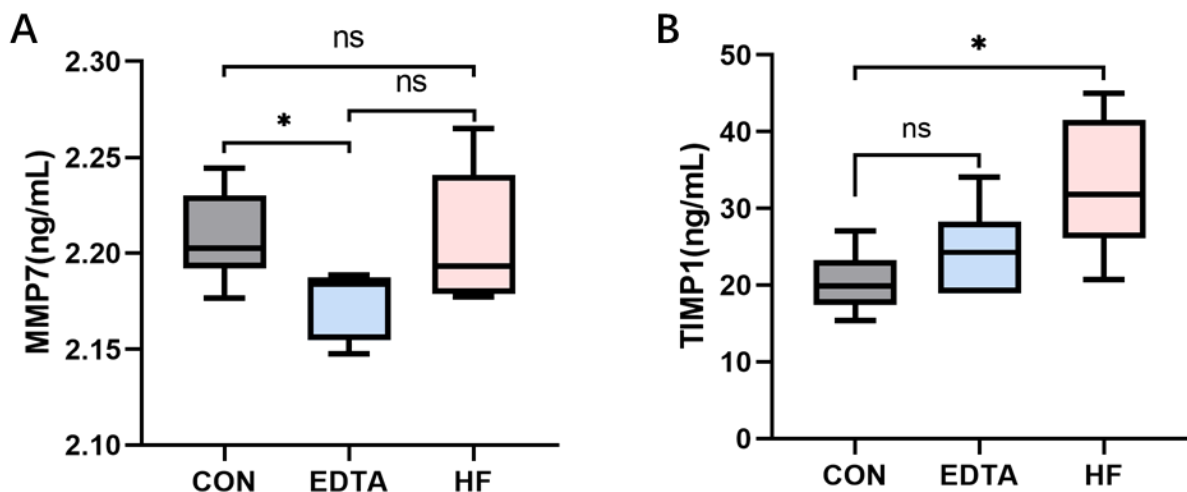 A
MMP7(ng/mL)
2.30
2.25
2.20
2.15
2.10
ns
ns
*
CON EDTA HF
B
TIMP1(ng/mL)
50
40
30
20
10
0
*
ns
CON EDTA HF